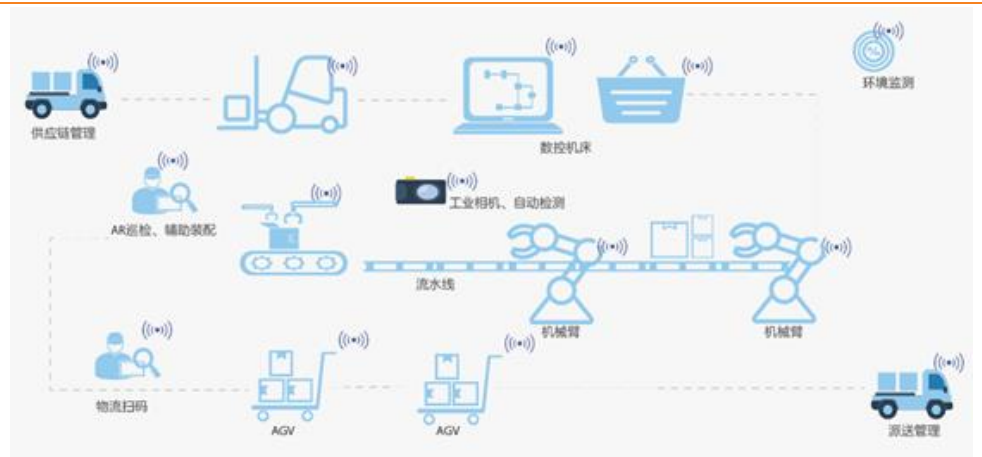 环境监测
供应链管理
数控机床
工业相机、自动检测
AR巡检、辅助装配
流水线
机械臂
机械臂
物流扫码
AGV
AGV
源送管理